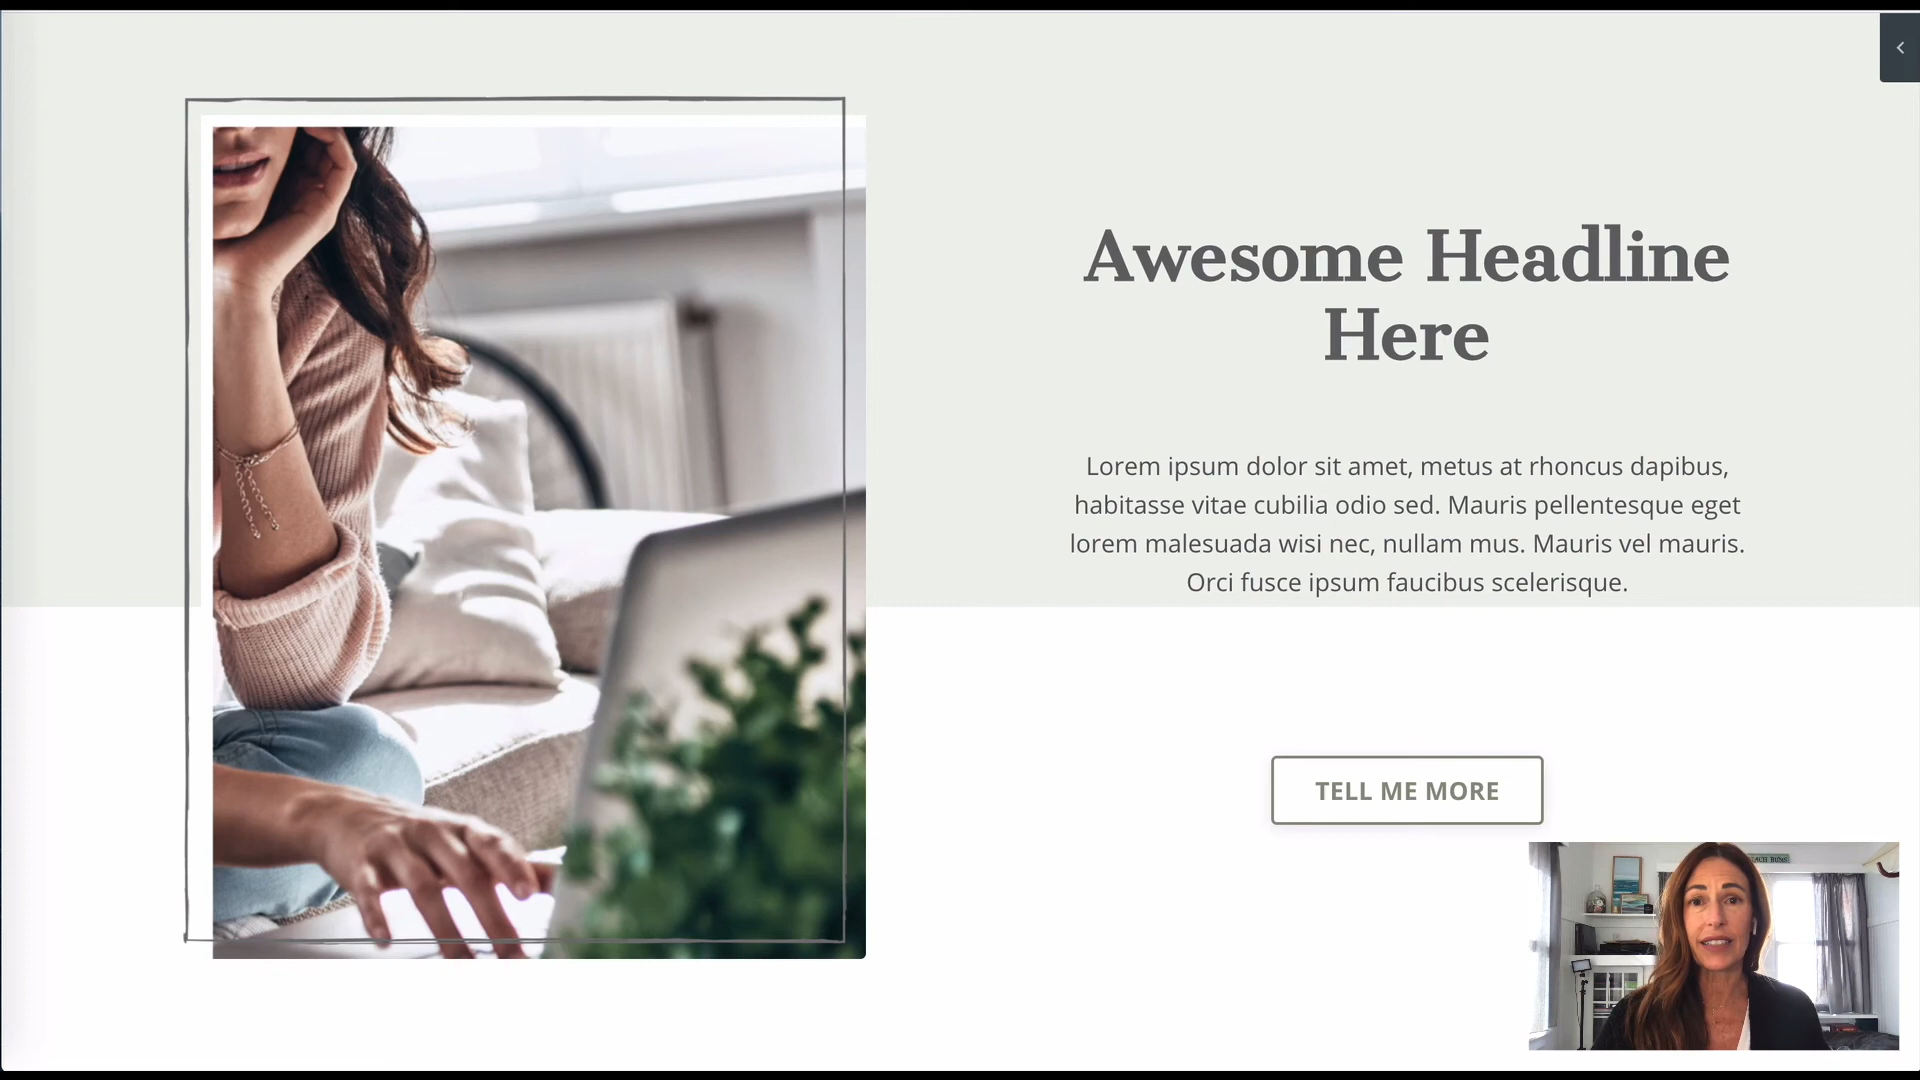 Awesome Headline
Here
Lorem ipsum dolor sit amet, metus at rhoncus dapibus,
habitasse vitae cubilia odio sed. Mauris pellentesque eget
lorem malesuada wisi nec, nullam mus. Mauris vel mauris.
Orci fusce ipsum faucibus scelerisque.
TELL ME MORE